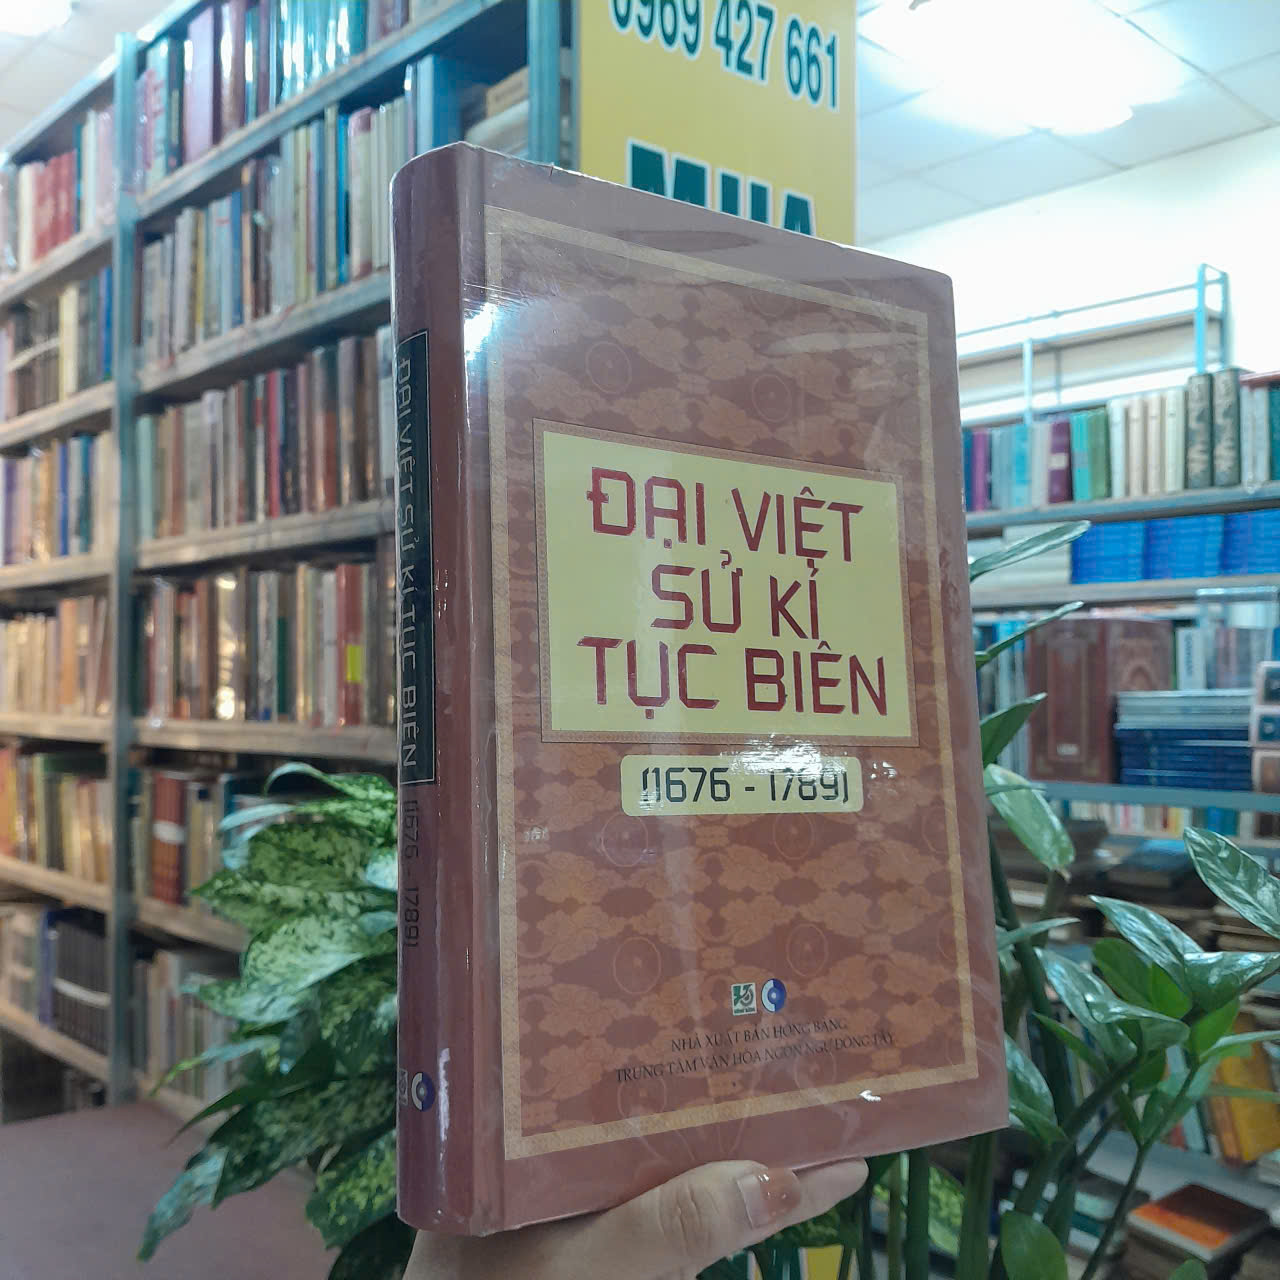 0969 427 661
MUA
ĐẠI VIỆT SỬ KÍ TỤC BIÊN
(1676 - 1789)
ĐẠI VIỆT
SỬ KÍ
TỤC BIÊN
(1676 - 1789)
NHÀ XUẤT BẢN HỒNG BÀNG
TRUNG TÂM VĂN HÓA NGÔN NGỮ ĐÔNG TÂY